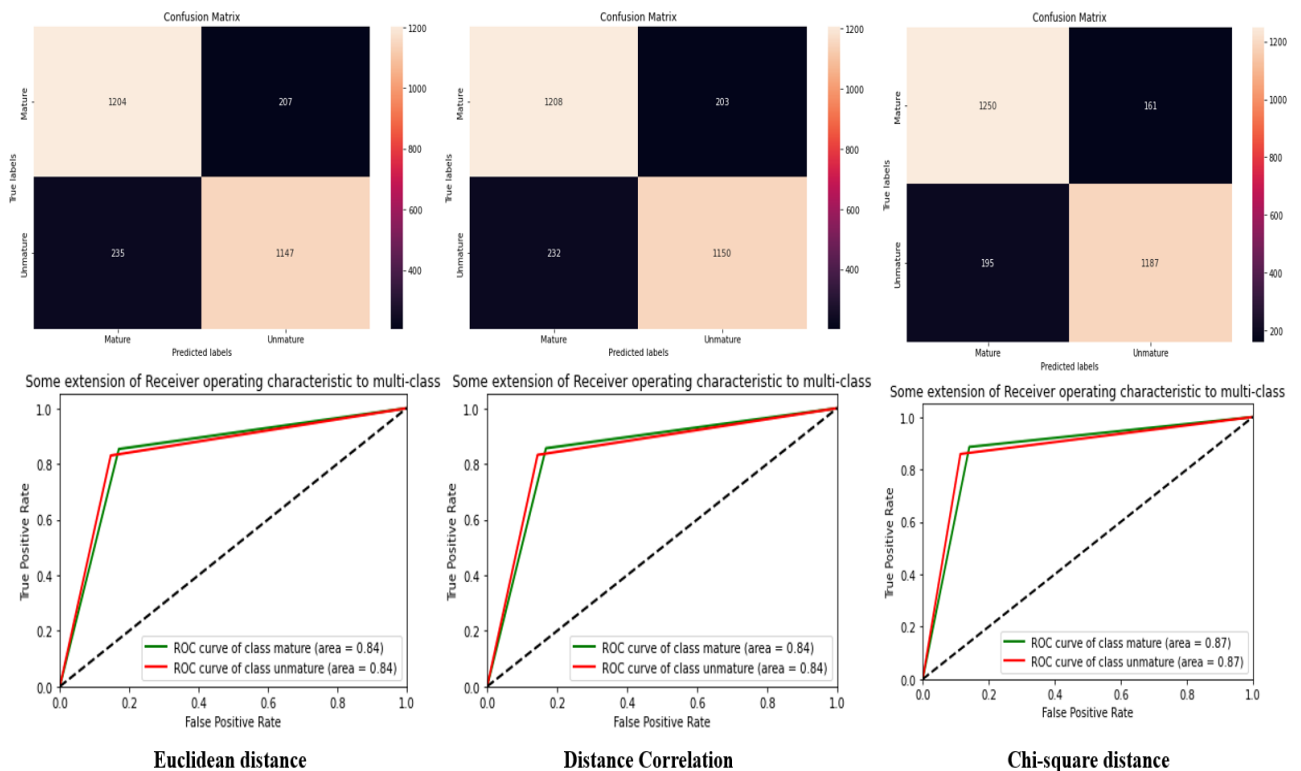 Confusion Matrix
Mature
Unmature
True labels
1204
207
235
1147
Mature
Unmature
Predicted labels
1200
1000
800
600
400
Confusion Matrix
Mature
Unmature
True labels
1208
203
232
1150
Mature
Unmature
Predicted labels
1200
1000
800
600
400
Confusion Matrix
Mature
Unmature
True labels
1250
161
195
1187
Mature
Unmature
Predicted labels
1200
1000
800
600
400
200
Some extension of Receiver operating characteristic to multi-class
True Positive Rate
1.0
0.8
0.6
0.4
0.2
0.0
ROC curve of class mature (area = 0.84)
ROC curve of class unmature (area = 0.84)
0.0
0.2
0.4
0.6
0.8
1.0
False Positive Rate
Euclidean distance
Some extension of Receiver operating characteristic to multi-class
True Positive Rate
1.0
0.8
0.6
0.4
0.2
0.0
ROC curve of class mature (area = 0.84)
ROC curve of class unmature (area = 0.84)
0.0
0.2
0.4
0.6
0.8
1.0
False Positive Rate
Distance Correlation
Some extension of Receiver operating characteristic to multi-class
True Positive Rate
1.0
0.8
0.6
0.4
0.2
0.0
ROC curve of class mature (area = 0.87)
ROC curve of class unmature (area = 0.87)
0.0
0.2
0.4
0.6
0.8
1.0
False Positive Rate
Chi-square distance